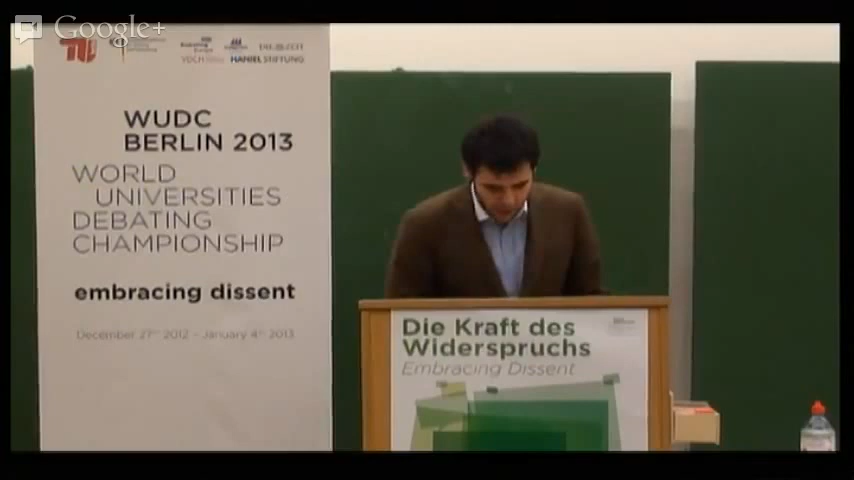 Google+
YDCH
HANIEL STIFTUNG
WUDC
BERLIN 2013
WORLD
UNIVERSITIES
DEBATING
CHAMPIONSHIP
embracing dissent
December 27th 2012 – January 4th 2013
Die Kraft des
Widerspruchs
Embracing Dissent